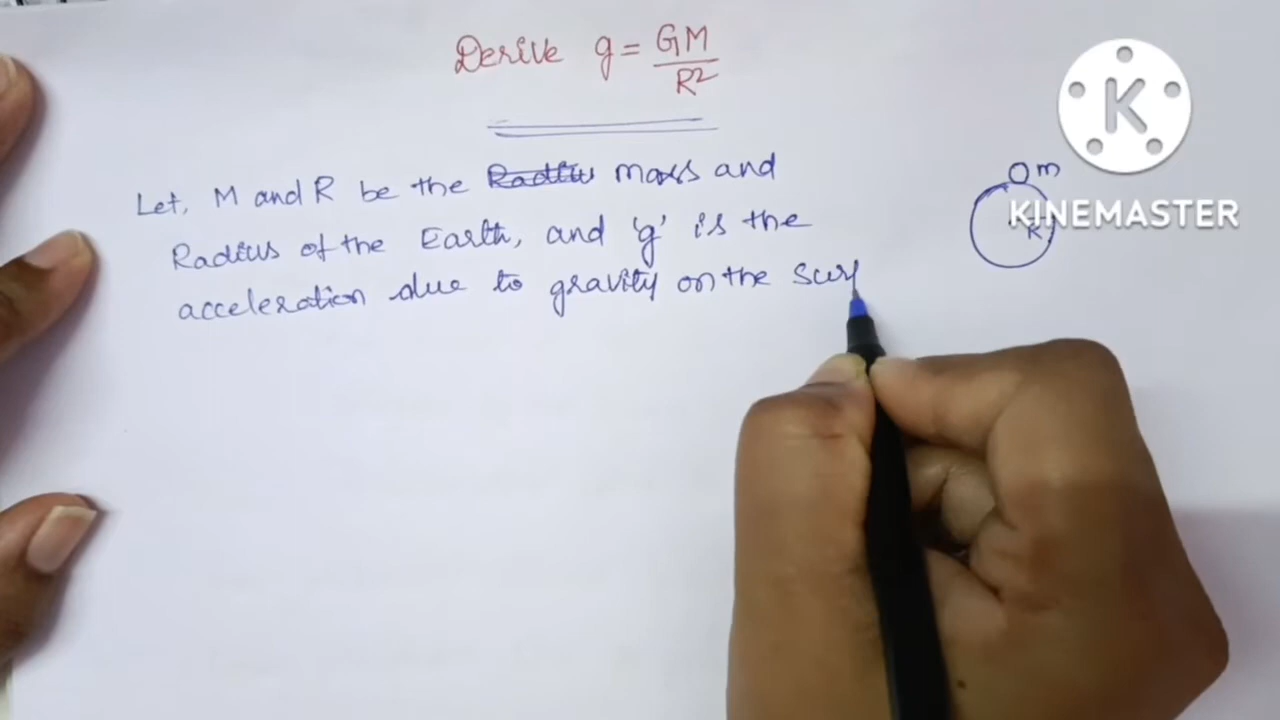 Derive g = GM/R²
Let, M and R be the Radiu mass and
Radius of the Earth, and 'g' is the
acceleration due to gravity on the surf
m
R
K
KINEMASTER